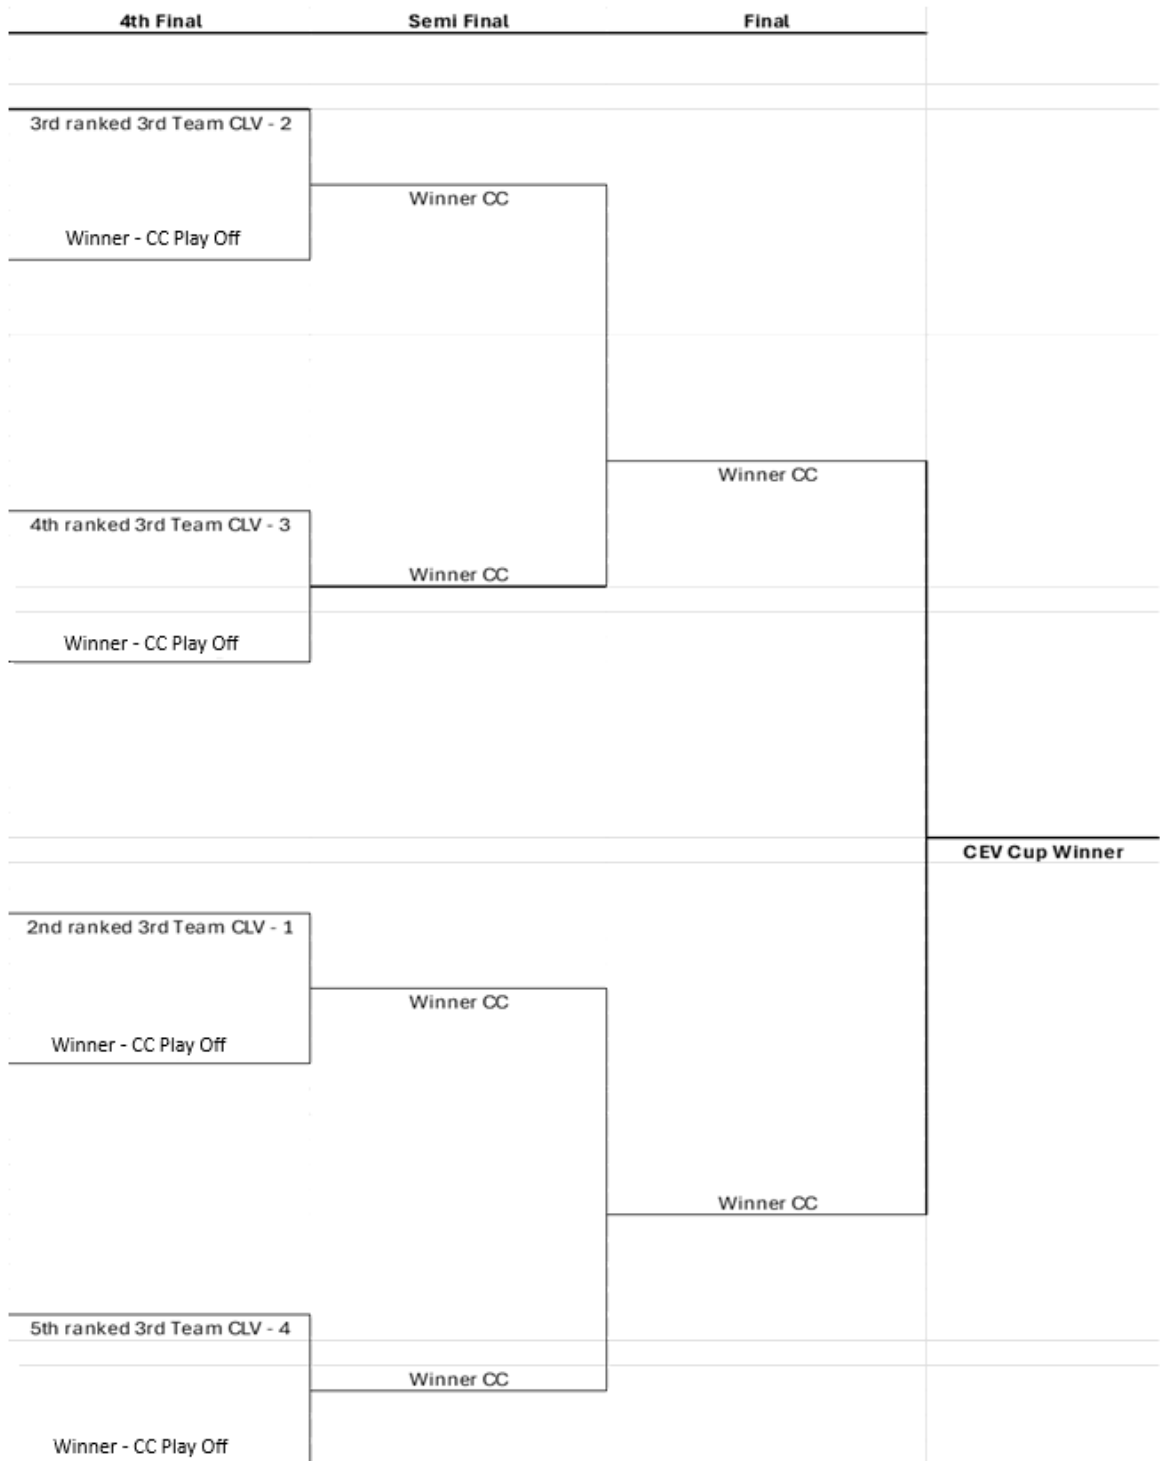 4th Final Semi Final Final
3rd ranked 3rd Team CLV - 2
Winner CC
Winner - CC Play Off
Winner CC
4th ranked 3rd Team CLV - 3
Winner CC
Winner - CC Play Off
CEV Cup Winner
2nd ranked 3rd Team CLV - 1
Winner CC
Winner - CC Play Off
Winner CC
5th ranked 3rd Team CLV - 4
Winner CC
Winner - CC Play Off